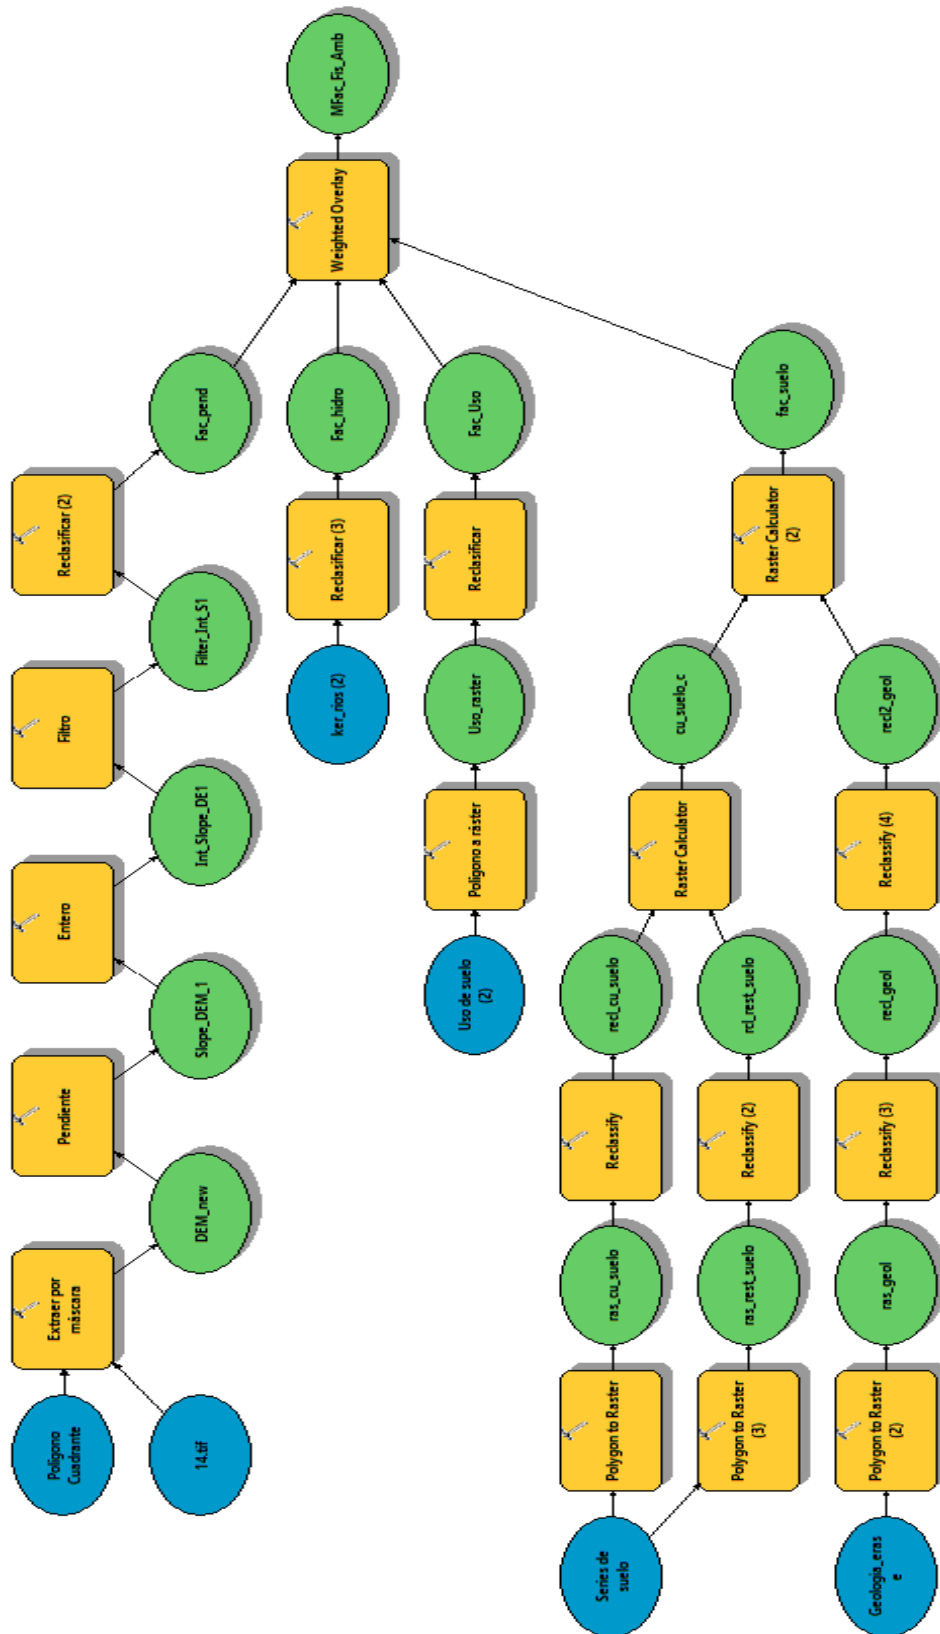 Polígono
Cuadrante
Extraer por
máscara
Pendiente
Entero
Filtro
Reclasificar (2)
14.tif
DEM_new
Slope_DEM_1
Int_Slope_DE1
Filter_Int_S1
Fac_pend
ker_rios (2)
Reclasificar (3)
Fac_hidro
Weighted Overlay
MFac_Fis_Amb
Uso de suelo
(2)
Polígono a ráster
Uso_raster
Reclasificar
Fac_Uso
Series de
suelo
Polygon to Raster
ras_cu_suelo
Reclassify
recl_cu_suelo
Raster Calculator
cu_suelo_c
Polygon to Raster
(3)
ras_rest_suelo
Reclassify (2)
rcl_rest_suelo
Raster Calculator
(2)
fac_suelo
Geologia_eras
e
Polygon to Raster
(2)
ras_geol
Reclassify (3)
recl_geol
Reclassify (4)
recl2_geol